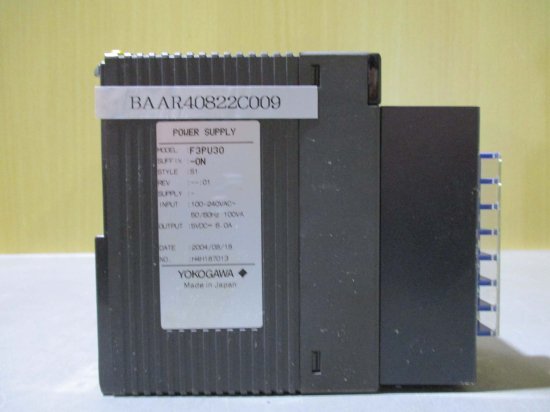 BAAR40822C009
POWER SUPPLY
MODEL :F3PU30
SUFFIX :-0N
STYLE :S1
REV :--:01
SUPPLY :-
INPUT :100-240VAC~
50/60Hz 100VA
OUTPUT :5VDC⎓ 6.0A
DATE :2004/08/18
NO.
YOKOGAWA
Made in Japan